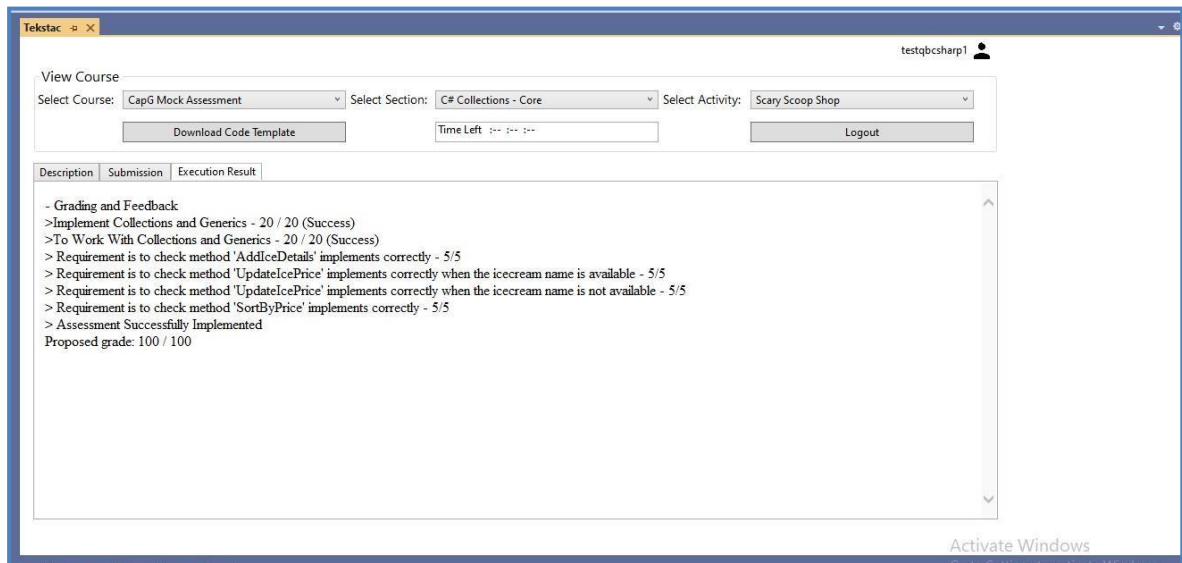 Tekstac
testqbcsharp1
View Course
Select Course: CapG Mock Assessment Select Section: C# Collections - Core Select Activity: Scary Scoop Shop
Download Code Template Time Left :-- :-- :-- Logout
Description Submission Execution Result
- Grading and Feedback
>Implement Collections and Generics - 20 / 20 (Success)
>To Work With Collections and Generics - 20 / 20 (Success)
> Requirement is to check method 'AddIceDetails' implements correctly - 5/5
> Requirement is to check method 'UpdateIcePrice' implements correctly when the icecream name is available - 5/5
> Requirement is to check method 'UpdateIcePrice' implements correctly when the icecream name is not available - 5/5
> Requirement is to check method 'SortByPrice' implements correctly - 5/5
> Assessment Successfully Implemented
Proposed grade: 100 / 100
Activate Windows